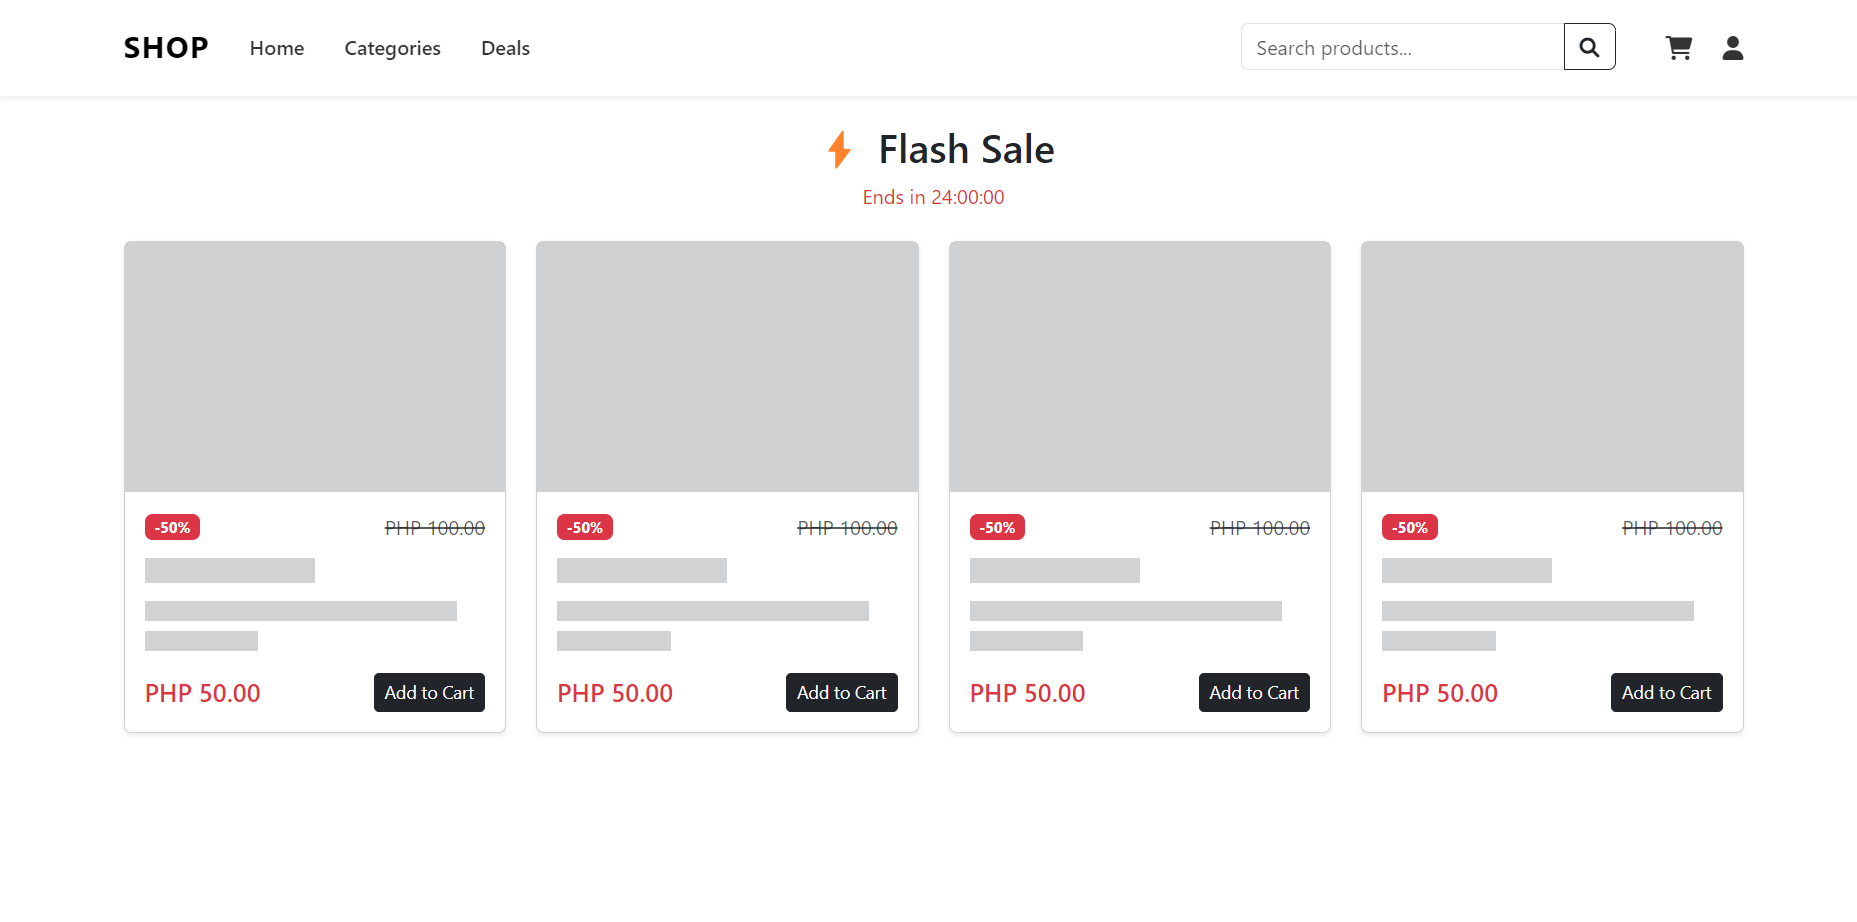 SHOP Home Categories Deals Search products...
Flash Sale
Ends in 24:00:00
-50% PHP 100.00 -50% PHP 100.00 -50% PHP 100.00 -50% PHP 100.00
PHP 50.00 Add to Cart PHP 50.00 Add to Cart PHP 50.00 Add to Cart PHP 50.00 Add to Cart